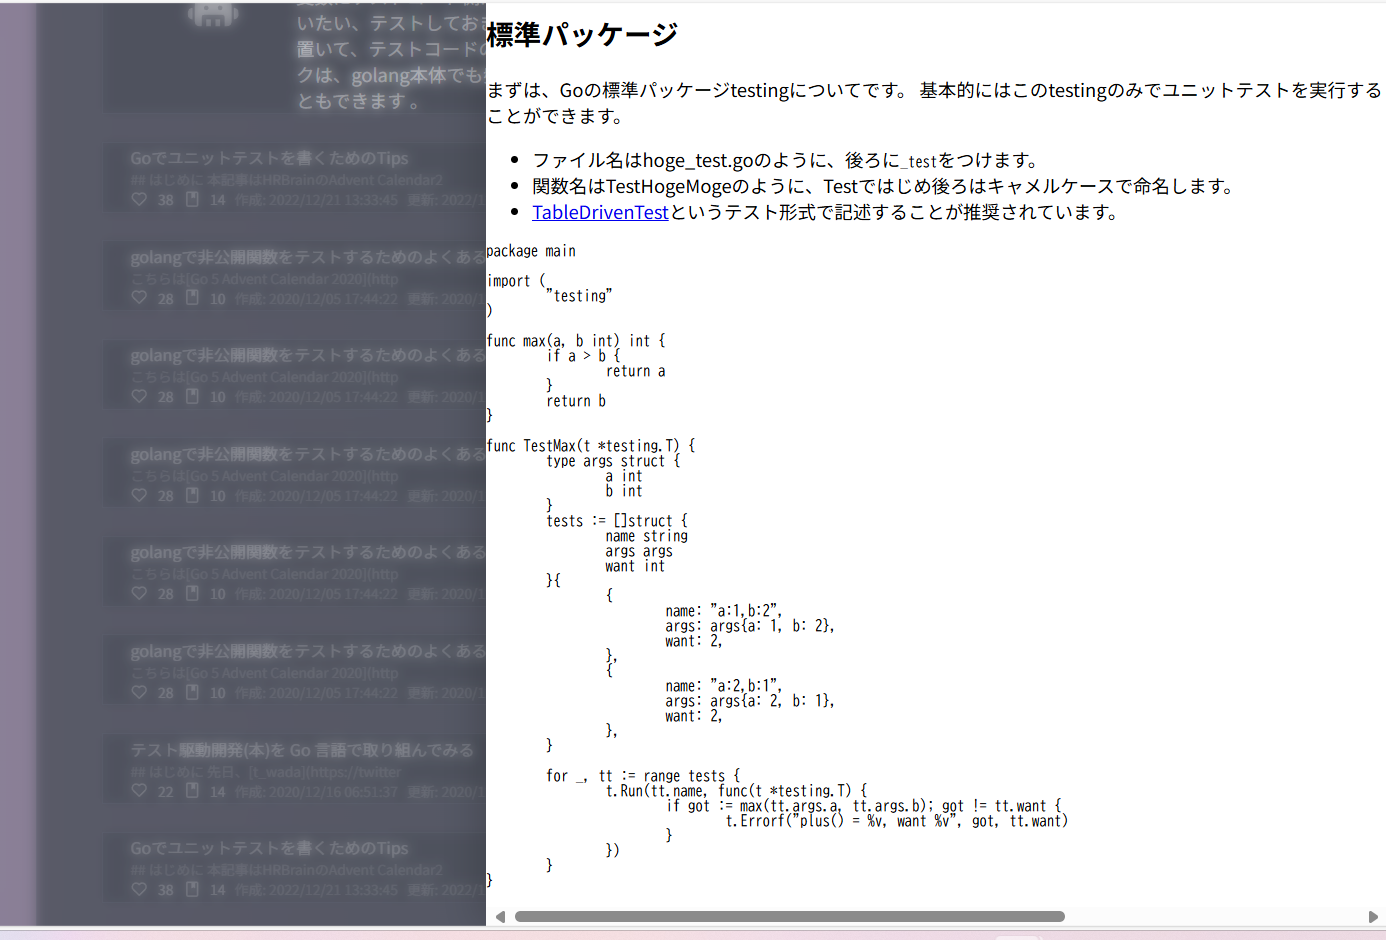 いたい、テストしておき
置いて、テストコードの
クは、golang本体でも
ともできます 。
Goでユニットテストを書くためのTips
## はじめに 本記事はHRBrainのAdvent Calendar2
38 14 作成: 2022/12/21 13:33:45 更新: 2022/1
golangで非公開関数をテストするためのよくある
こちらは[Go 5 Advent Calendar 2020](http
28 10 作成: 2020/12/05 17:44:22 更新: 2020/1
golangで非公開関数をテストするためのよくある
こちらは[Go 5 Advent Calendar 2020](http
28 10 作成: 2020/12/05 17:44:22 更新: 2020/1
golangで非公開関数をテストするためのよくある
こちらは[Go 5 Advent Calendar 2020](http
28 10 作成: 2020/12/05 17:44:22 更新: 2020/1
golangで非公開関数をテストするためのよくある
こちらは[Go 5 Advent Calendar 2020](http
28 10 作成: 2020/12/05 17:44:22 更新: 2020/1
golangで非公開関数をテストするためのよくある
こちらは[Go 5 Advent Calendar 2020](http
28 10 作成: 2020/12/05 17:44:22 更新: 2020/1
テスト駆動開発(本)を Go 言語で取り組んでみる
## はじめに 先日、[t_wada](https://twitter
22 14 作成: 2020/12/16 06:51:37 更新: 2022/
Goでユニットテストを書くためのTips
## はじめに 本記事はHRBrainのAdvent Calendar2
38 14 作成: 2022/12/21 13:33:45 更新: 2022/1
標準パッケージ
まずは、Goの標準パッケージtestingについてです。 基本的にはこのtestingのみでユニットテストを実行する
ことができます。
• ファイル名はhoge_test.goのように、後ろに_testをつけます。
• 関数名はTestHogeMogeのように、Testではじめ後ろはキャメルケースで命名します。
• TableDrivenTestというテスト形式で記述することが推奨されています。
package main
import (
"testing"
)
func max(a, b int) int {
if a > b {
return a
}
return b
}
func TestMax(t *testing.T) {
type args struct {
a int
b int
}
tests := []struct {
name string
args args
want int
}{
{
name: "a:1,b:2",
args: args{a: 1, b: 2},
want: 2,
},
{
name: "a:2,b:1",
args: args{a: 2, b: 1},
want: 2,
},
}
for _, tt := range tests {
t.Run(tt.name, func(t *testing.T) {
if got := max(tt.args.a, tt.args.b); got != tt.want {
t.Errorf("plus() = %v, want %v", got, tt.want)
}
})
}
}